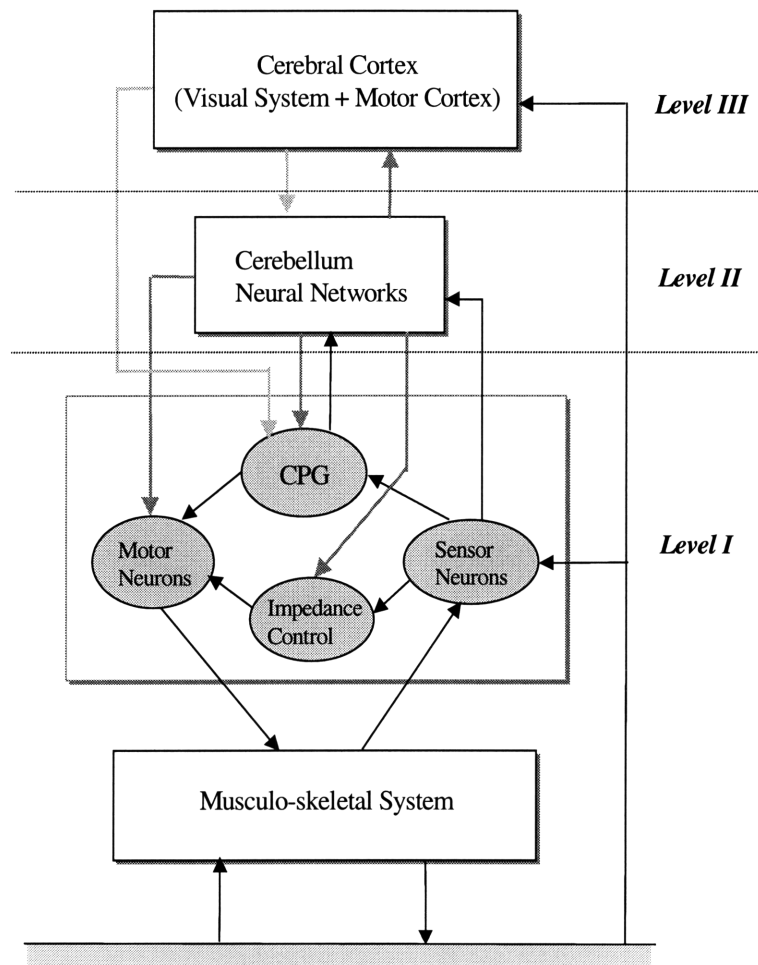 Cerebral Cortex
(Visual System + Motor Cortex)
Level III
Cerebellum
Neural Networks
Level II
CPG
Motor
Neurons
Sensor
Neurons
Level I
Impedance
Control
Musculo-skeletal System